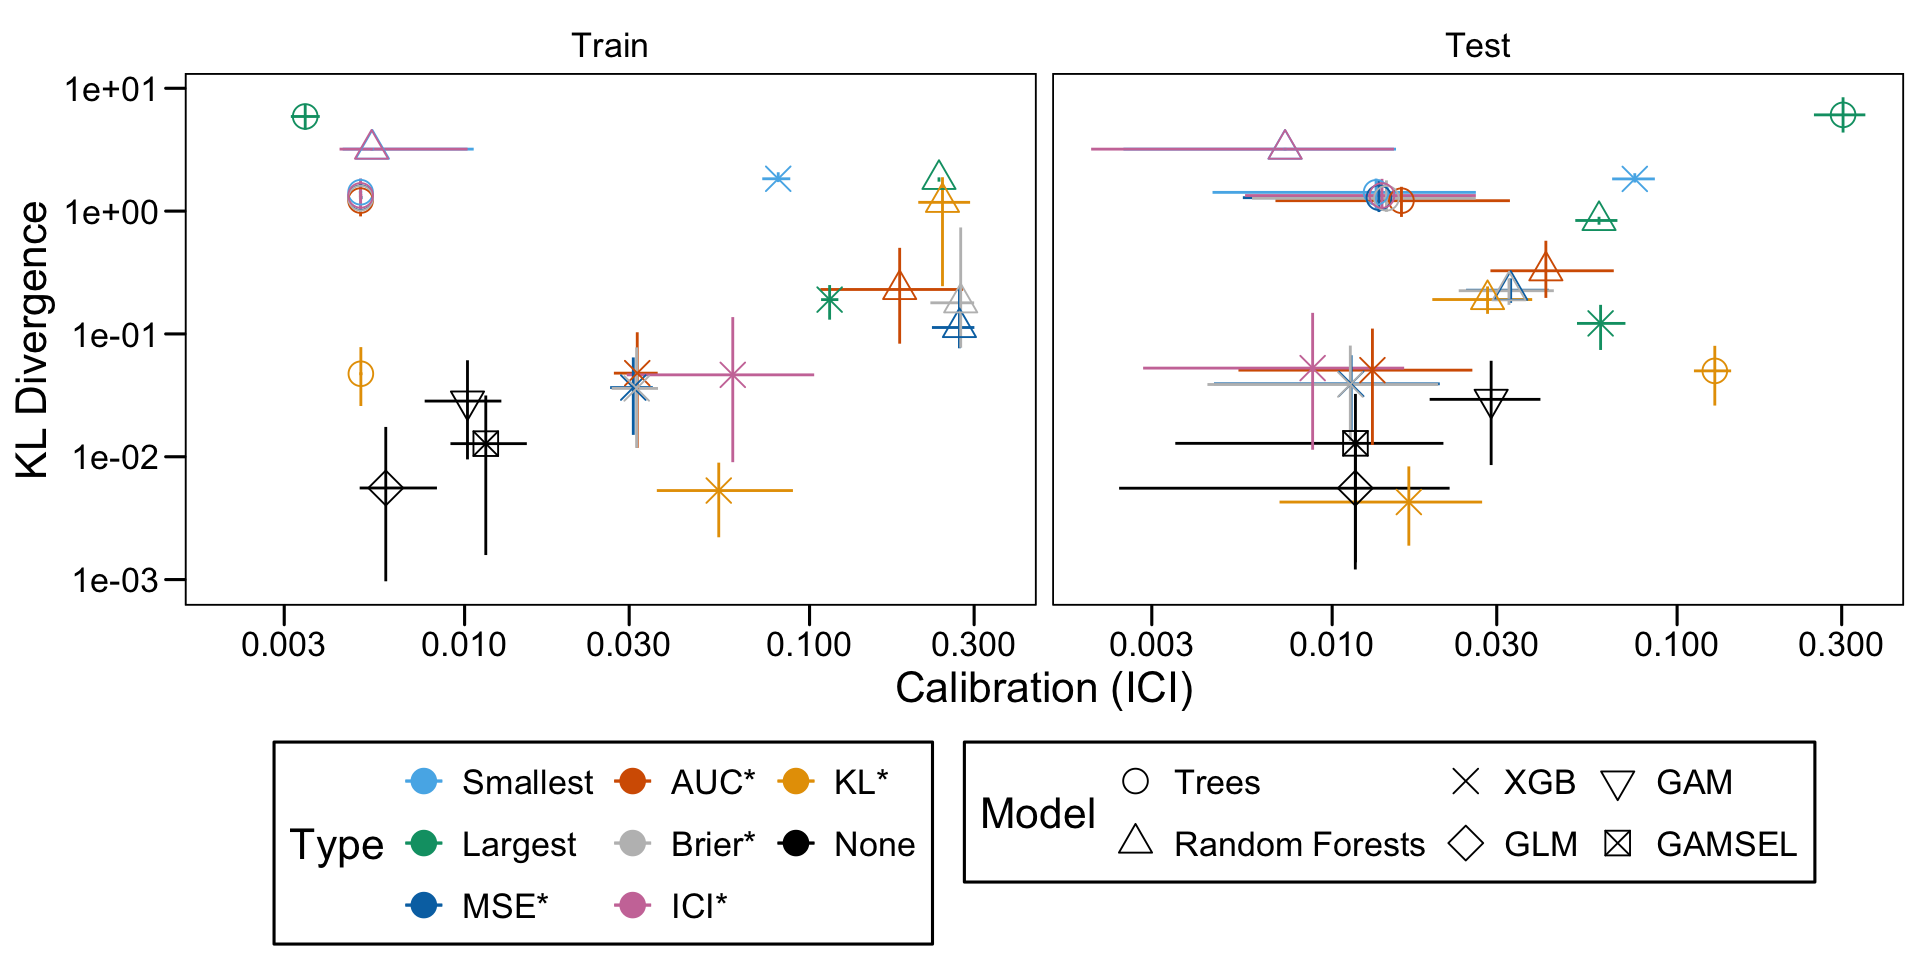 Train Test
KL Divergence
1e+01
1e+00
1e-01
1e-02
1e-03
0.003 0.010 0.030 0.100 0.300 0.003 0.010 0.030 0.100 0.300
Calibration (ICI)
Type
Smallest AUC* KL*
Largest Brier* None
MSE* ICI*
Model
Trees XGB GAM
Random Forests GLM GAMSEL